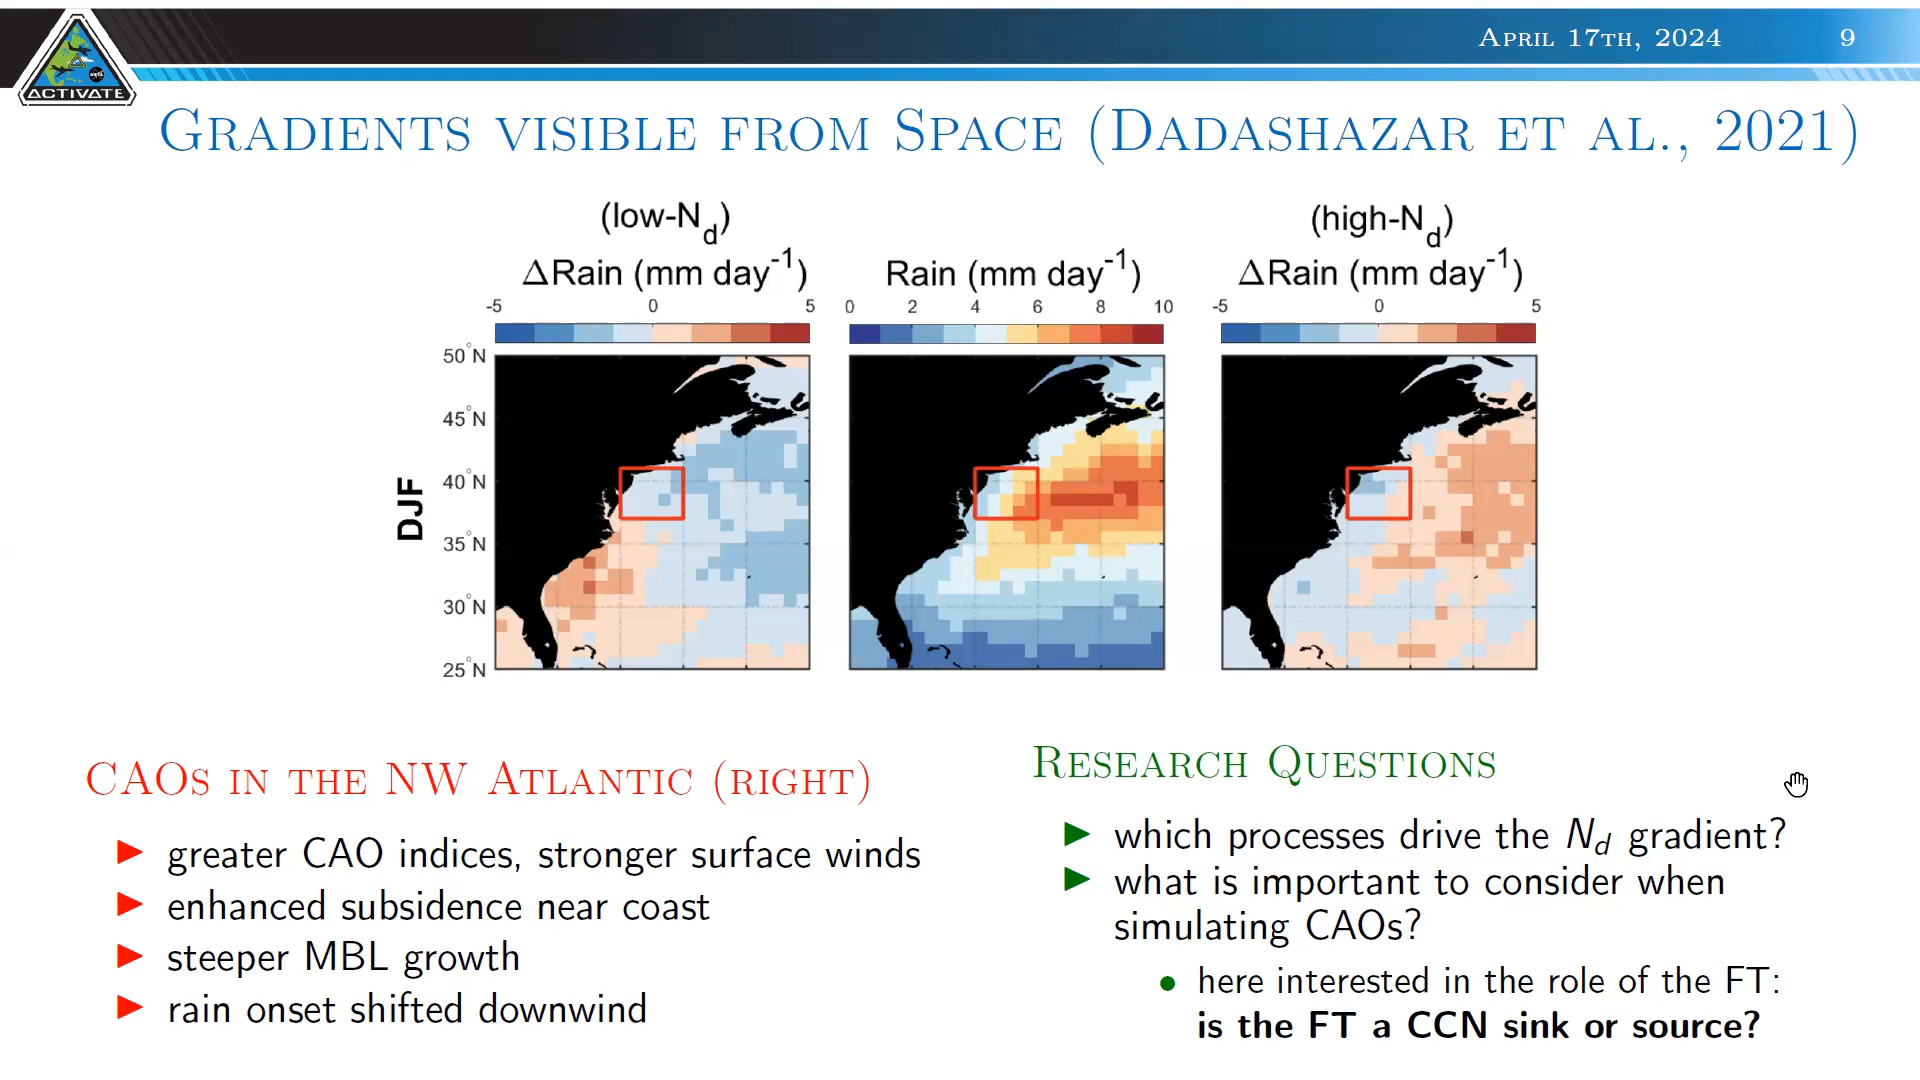 APRIL 17TH, 2024 9
ACTIVATE
GRADIENTS VISIBLE FROM SPACE (DADASHAZAR ET AL., 2021)
(low-N_d)
ΔRain (mm day⁻¹)
-5 0 5
Rain (mm day⁻¹)
0 2 4 6 8 10
(high-N_d)
ΔRain (mm day⁻¹)
-5 0 5
DJF
50°N
45°N
40°N
35°N
30°N
25°N
CAOS IN THE NW ATLANTIC (RIGHT)
greater CAO indices, stronger surface winds
enhanced subsidence near coast
steeper MBL growth
rain onset shifted downwind
RESEARCH QUESTIONS
which processes drive the N_d gradient?
what is important to consider when
simulating CAOs?
here interested in the role of the FT:
is the FT a CCN sink or source?